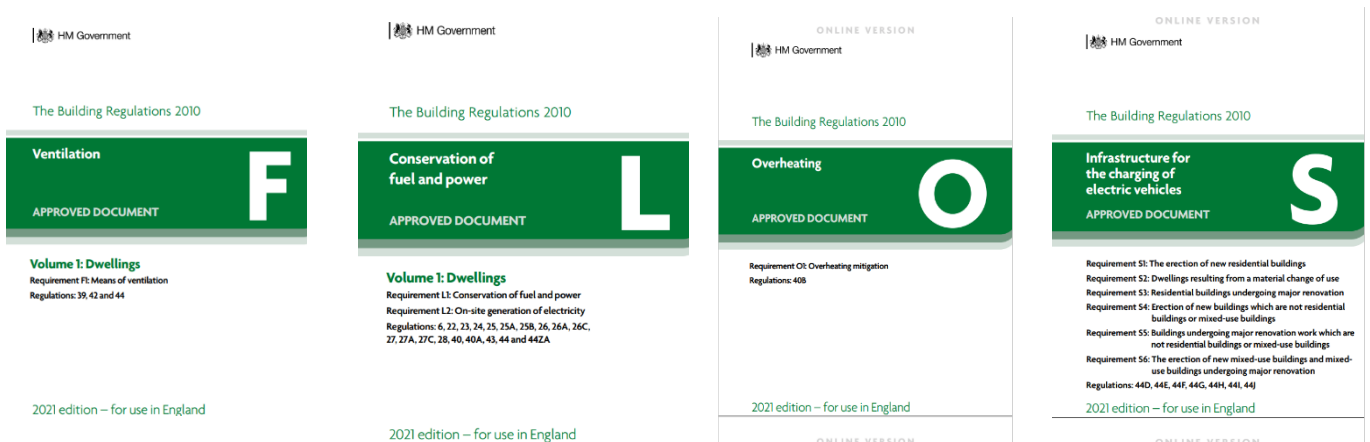 HM Government
The Building Regulations 2010
Ventilation
F
APPROVED DOCUMENT
Volume 1: Dwellings
Requirement F1: Means of ventilation
Regulations: 39, 42 and 44
2021 edition – for use in England
HM Government
The Building Regulations 2010
Conservation of
fuel and power
L
APPROVED DOCUMENT
Volume 1: Dwellings
Requirement L1: Conservation of fuel and power
Requirement L2: On-site generation of electricity
Regulations: 6, 22, 23, 24, 25, 25A, 25B, 26, 26A, 26C,
27, 27A, 27C, 28, 40, 40A, 43, 44 and 44ZA
2021 edition – for use in England
ONLINE VERSION
HM Government
The Building Regulations 2010
Overheating
O
APPROVED DOCUMENT
Requirement O1: Overheating mitigation
Regulations: 40B
2021 edition – for use in England
ONLINE VERSION
ONLINE VERSION
HM Government
The Building Regulations 2010
Infrastructure for
the charging of
electric vehicles
S
APPROVED DOCUMENT
Requirement S1: The erection of new residential buildings
Requirement S2: Dwellings resulting from a material change of use
Requirement S3: Residential buildings undergoing major renovation
Requirement S4: Erection of new buildings which are not residential
buildings or mixed-use buildings
Requirement S5: Buildings undergoing major renovation work which are
not residential buildings or mixed-use buildings
Requirement S6: The erection of new mixed-use buildings and mixed-
use buildings undergoing major renovation
Regulations: 44D, 44E, 44F, 44G, 44H, 44I, 44J
2021 edition – for use in England
ONLINE VERSION